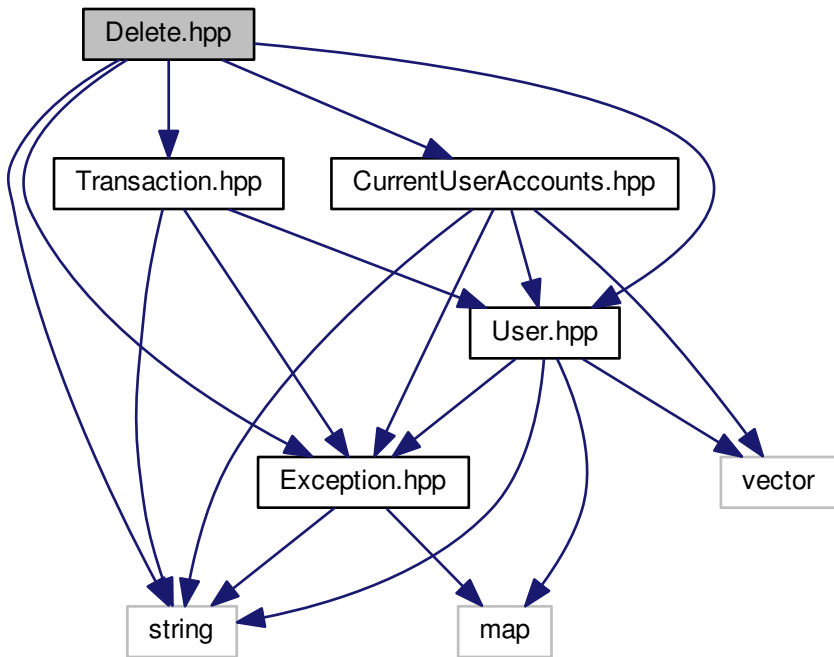 Delete.hpp
Transaction.hpp
CurrentUserAccounts.hpp
User.hpp
Exception.hpp
vector
string
map